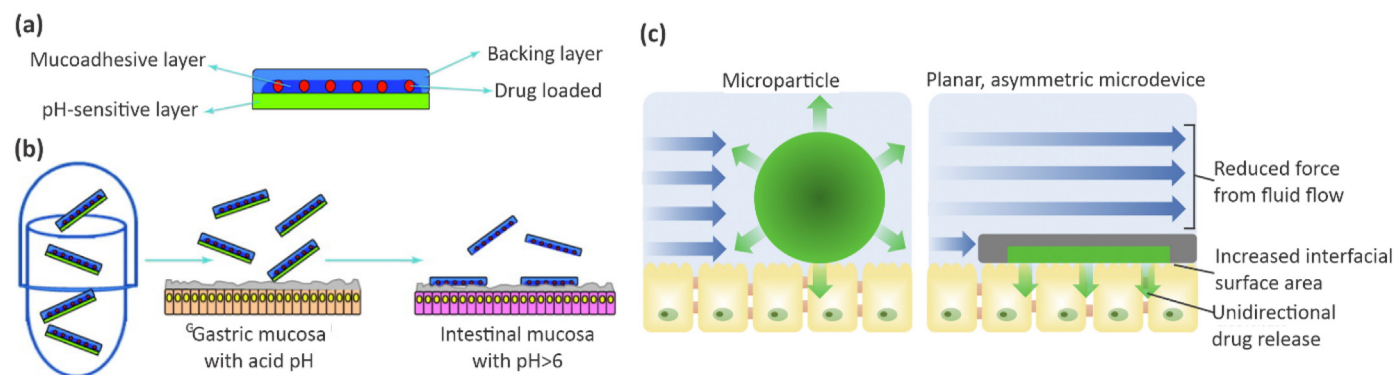 (a)
Mucoadhesive layer
pH-sensitive layer
Backing layer
Drug loaded
(b)
G
Gastric mucosa
with acid pH
Intestinal mucosa
with pH>6
(c)
Microparticle
Planar, asymmetric microdevice
Reduced force
from fluid flow
Increased interfacial
surface area
Unidirectional
drug release